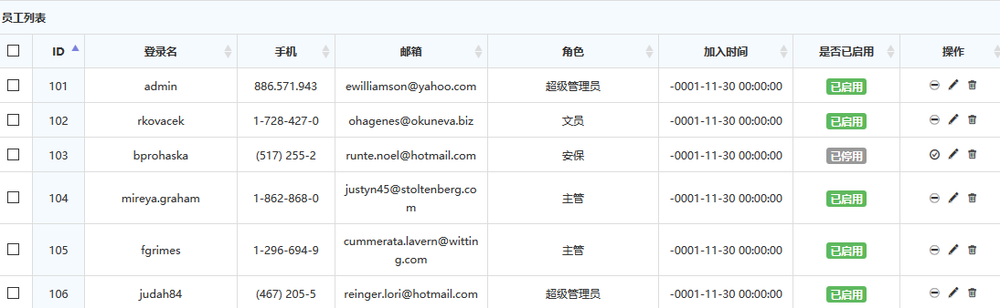 员工列表
ID 登录名 手机 邮箱 角色 加入时间 是否已启用 操作
101 admin 886.571.943 ewilliamson@yahoo.com 超级管理员 -0001-11-30 00:00:00 已启用
102 rkovacek 1-728-427-0 ohagenes@okuneva.biz 文员 -0001-11-30 00:00:00 已启用
103 bprohaska (517) 255-2 runte.noel@hotmail.com 安保 -0001-11-30 00:00:00 已停用
justyn45@stoltenberg.co
104 mireya.graham 1-862-868-0 主管 -0001-11-30 00:00:00 已启用
m
cummerata.lavern@wittin
105 fgrimes 1-296-694-9 主管 -0001-11-30 00:00:00 已启用
g.com
106 judah84 (467) 205-5 reinger.lori@hotmail.com 超级管理员 -0001-11-30 00:00:00 已启用